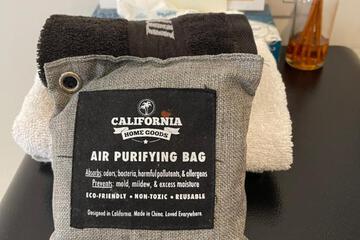 CALIFORNIA
HOME GOODS
AIR PURIFYING BAG
Absorbs: odors, bacteria, harmful pollutants, & allergens
Prevents: mold, mildew, & excess moisture
ECO-FRIENDLY • NON-TOXIC • REUSABLE
Designed in California. Made in China. Loved Everywhere.